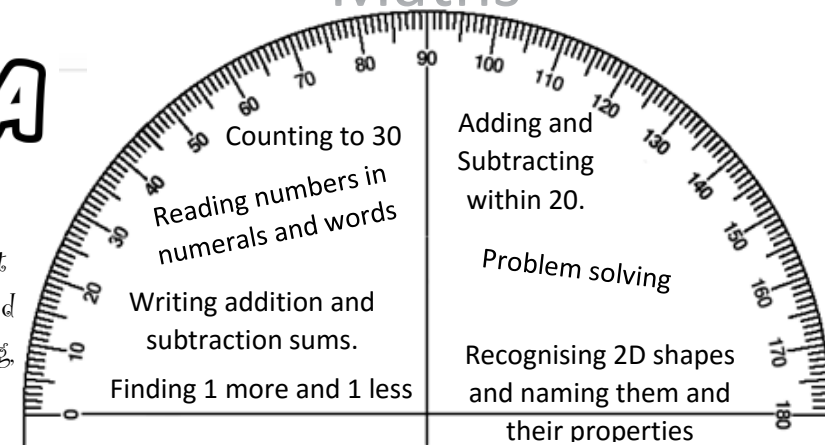 Maths
A
0
10
20
30
40
50
60
70
80
90
100
110
120
130
140
150
160
170
180
Counting to 30
Reading numbers in
numerals and words
Writing addition and
subtraction sums.
Finding 1 more and 1 less
Adding and
Subtracting
within 20.
Problem solving
Recognising 2D shapes
and naming them and
their properties